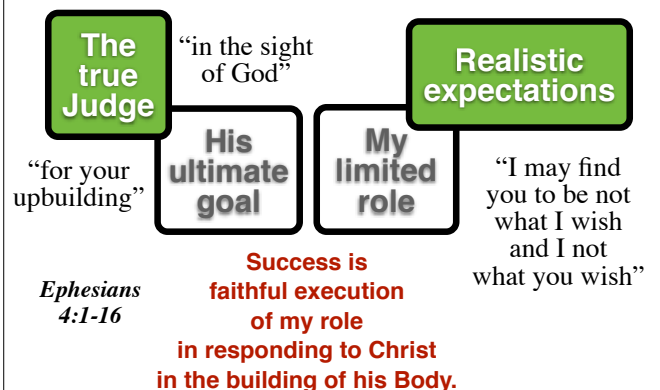 The
true
Judge
“in the sight
of God”
Realistic
expectations
His
ultimate
goal
My
limited
role
“for your
upbuilding”
“I may find
you to be not
what I wish
and I not
what you wish”
Ephesians
4:1-16
Success is
faithful execution
of my role
in responding to Christ
in the building of his Body.